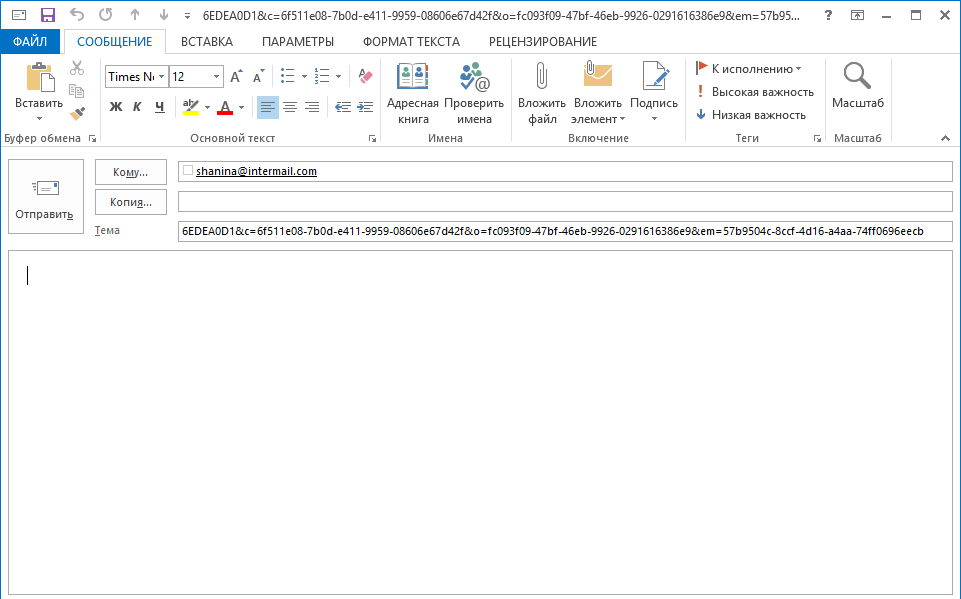 6EDEA0D1&c=6f511e08-7b0d-e411-9959-08606e67d42f&o=fc093f09-47bf-46eb-9926-0291616386e9&em=57b95... ?
ФАЙЛ СООБЩЕНИЕ ВСТАВКА ПАРАМЕТРЫ ФОРМАТ ТЕКСТА РЕЦЕНЗИРОВАНИЕ
Вставить
Буфер обмена
Times N 12
Ж К Ч
Основной текст
Адресная книга
Проверить имена
Имена
Вложить файл
Вложить элемент
Подпись
Включение
К исполнению
Высокая важность
Низкая важность
Теги
Масштаб
Масштаб
Отправить
Кому...
shanina@intermail.com
Копия...
Тема
6EDEA0D1&c=6f511e08-7b0d-e411-9959-08606e67d42f&o=fc093f09-47bf-46eb-9926-0291616386e9&em=57b9504c-8ccf-4d16-a4aa-74ff0696eecb